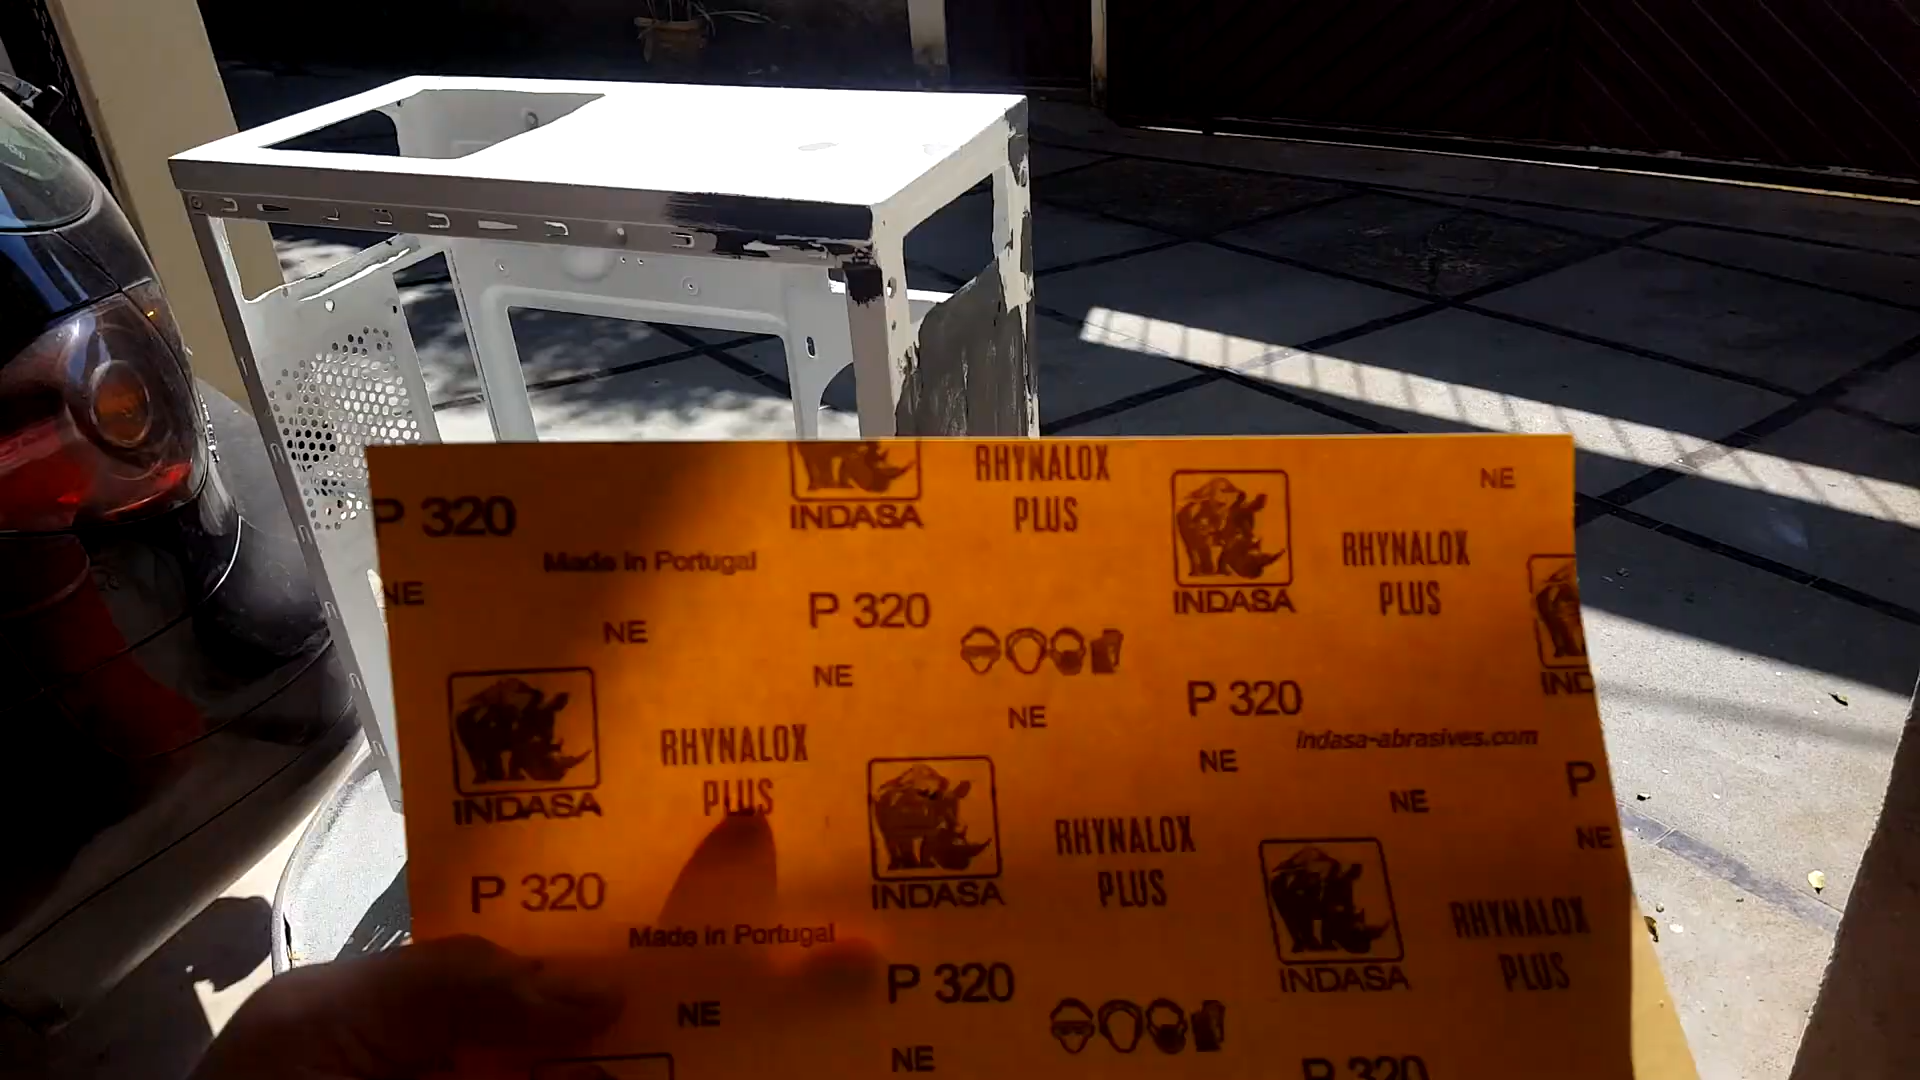 RHYNALOX
PLUS
INDASA
NE
P 320
Made in Portugal
RHYNALOX
PLUS
NE
P 320
INDASA
NE
NE
P 320
NE
IND
RHYNALOX
PLUS
INDASA
NE
indasa-abrasives.com
NE
P
NE
RHYNALOX
PLUS
P 320
INDASA
Made in Portugal
RHYNALOX
PLUS
P 320
INDASA
NE
NE
P 320